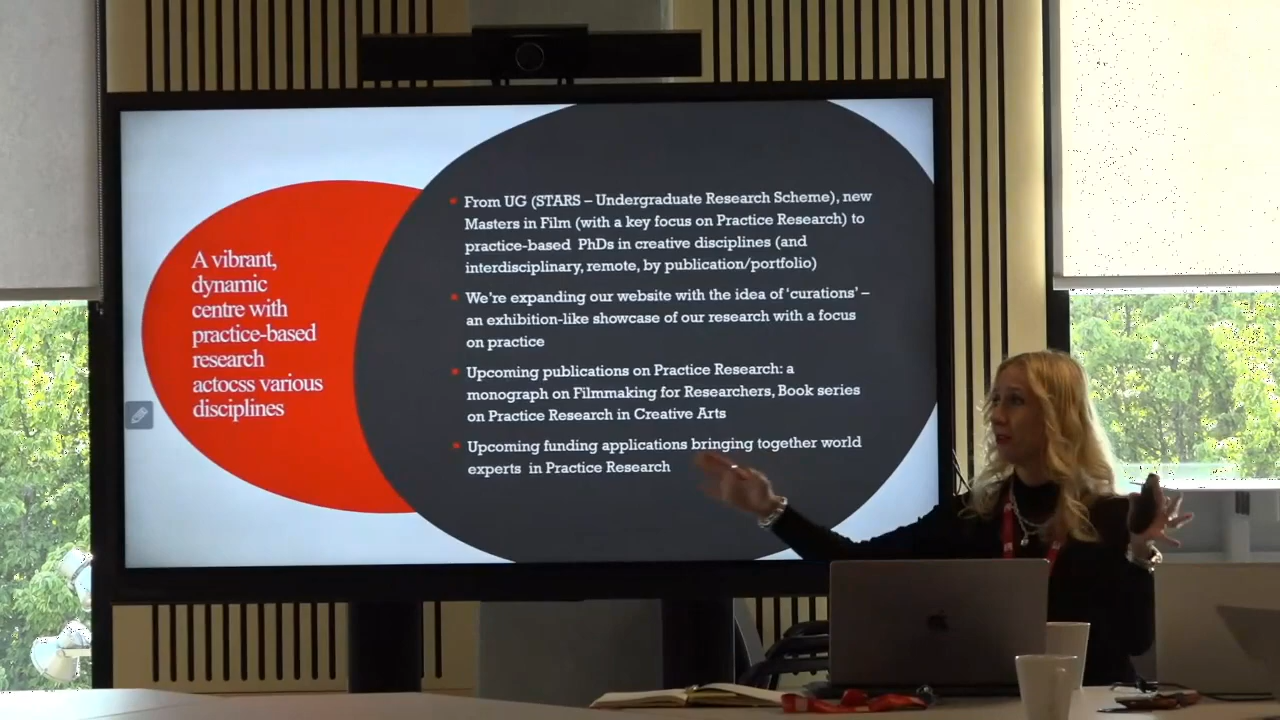 A vibrant,
dynamic
centre with
practice-based
research
actocss various
disciplines
From UG (STARS – Undergraduate Research Scheme), new
Masters in Film (with a key focus on Practice Research) to
practice-based PhDs in creative disciplines (and
interdisciplinary, remote, by publication/portfolio)
We're expanding our website with the idea of 'curations' –
an exhibition-like showcase of our research with a focus
on practice
Upcoming publications on Practice Research: a
monograph on Filmmaking for Researchers, Book series
on Practice Research in Creative Arts
Upcoming funding applications bringing together world
experts in Practice Research